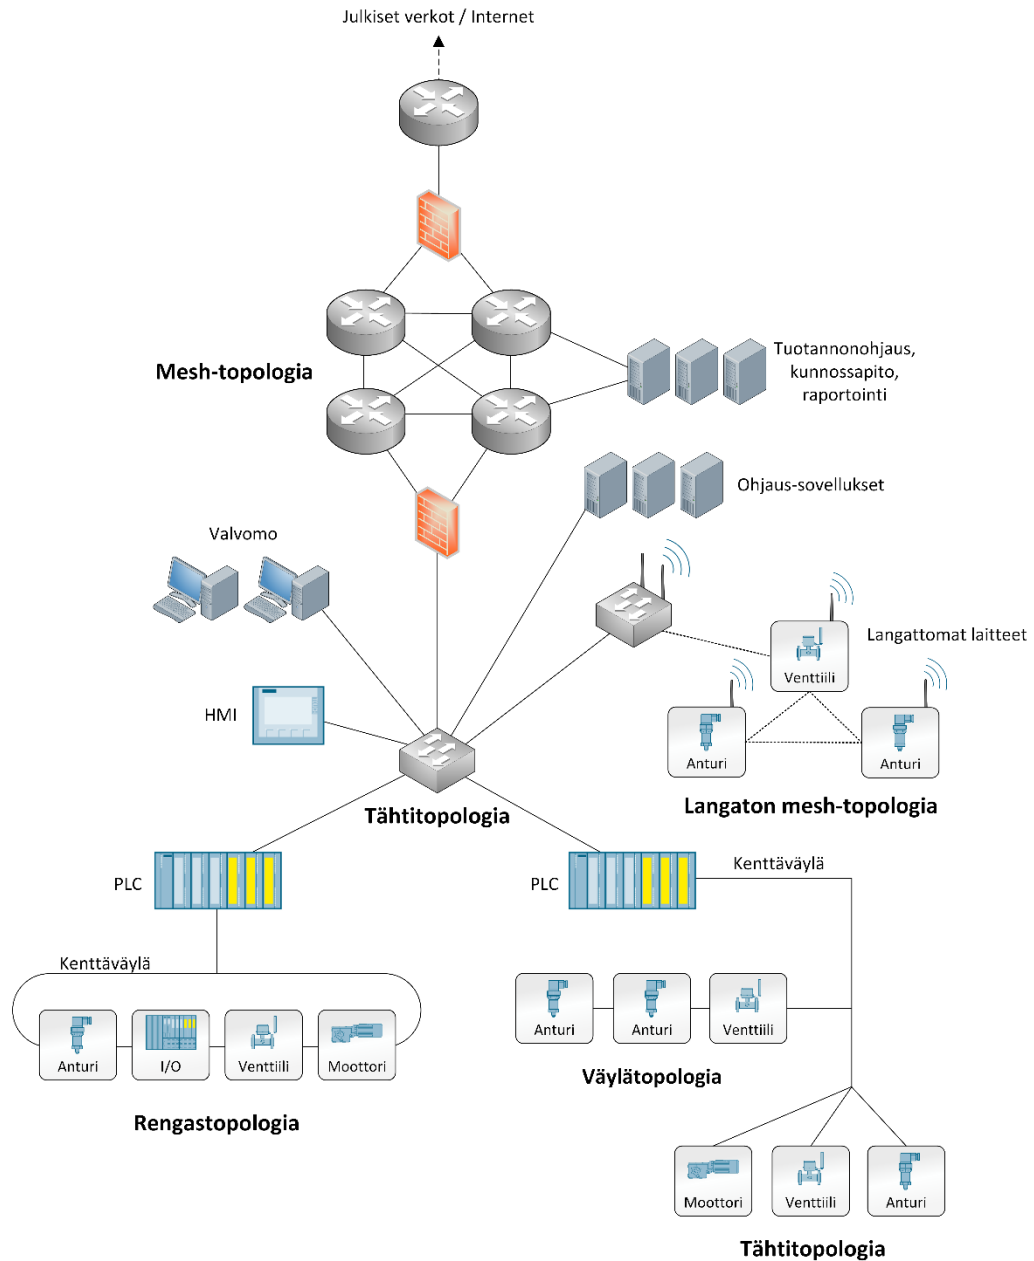 Julkiset verkot / Internet
Mesh-topologia
Tuotannonohjaus,
kunnossapito,
raportointi
Ohjaus-sovellukset
Valvomo
Langattomat laitteet
Venttiili
HMI
Anturi
Anturi
Langaton mesh-topologia
Tähtitopologia
PLC
PLC
Kenttäväylä
Kenttäväylä
Anturi
I/O
Venttiili
Moottori
Rengastopologia
Anturi
Anturi
Venttiili
Väylätopologia
Moottori
Venttiili
Anturi
Tähtitopologia